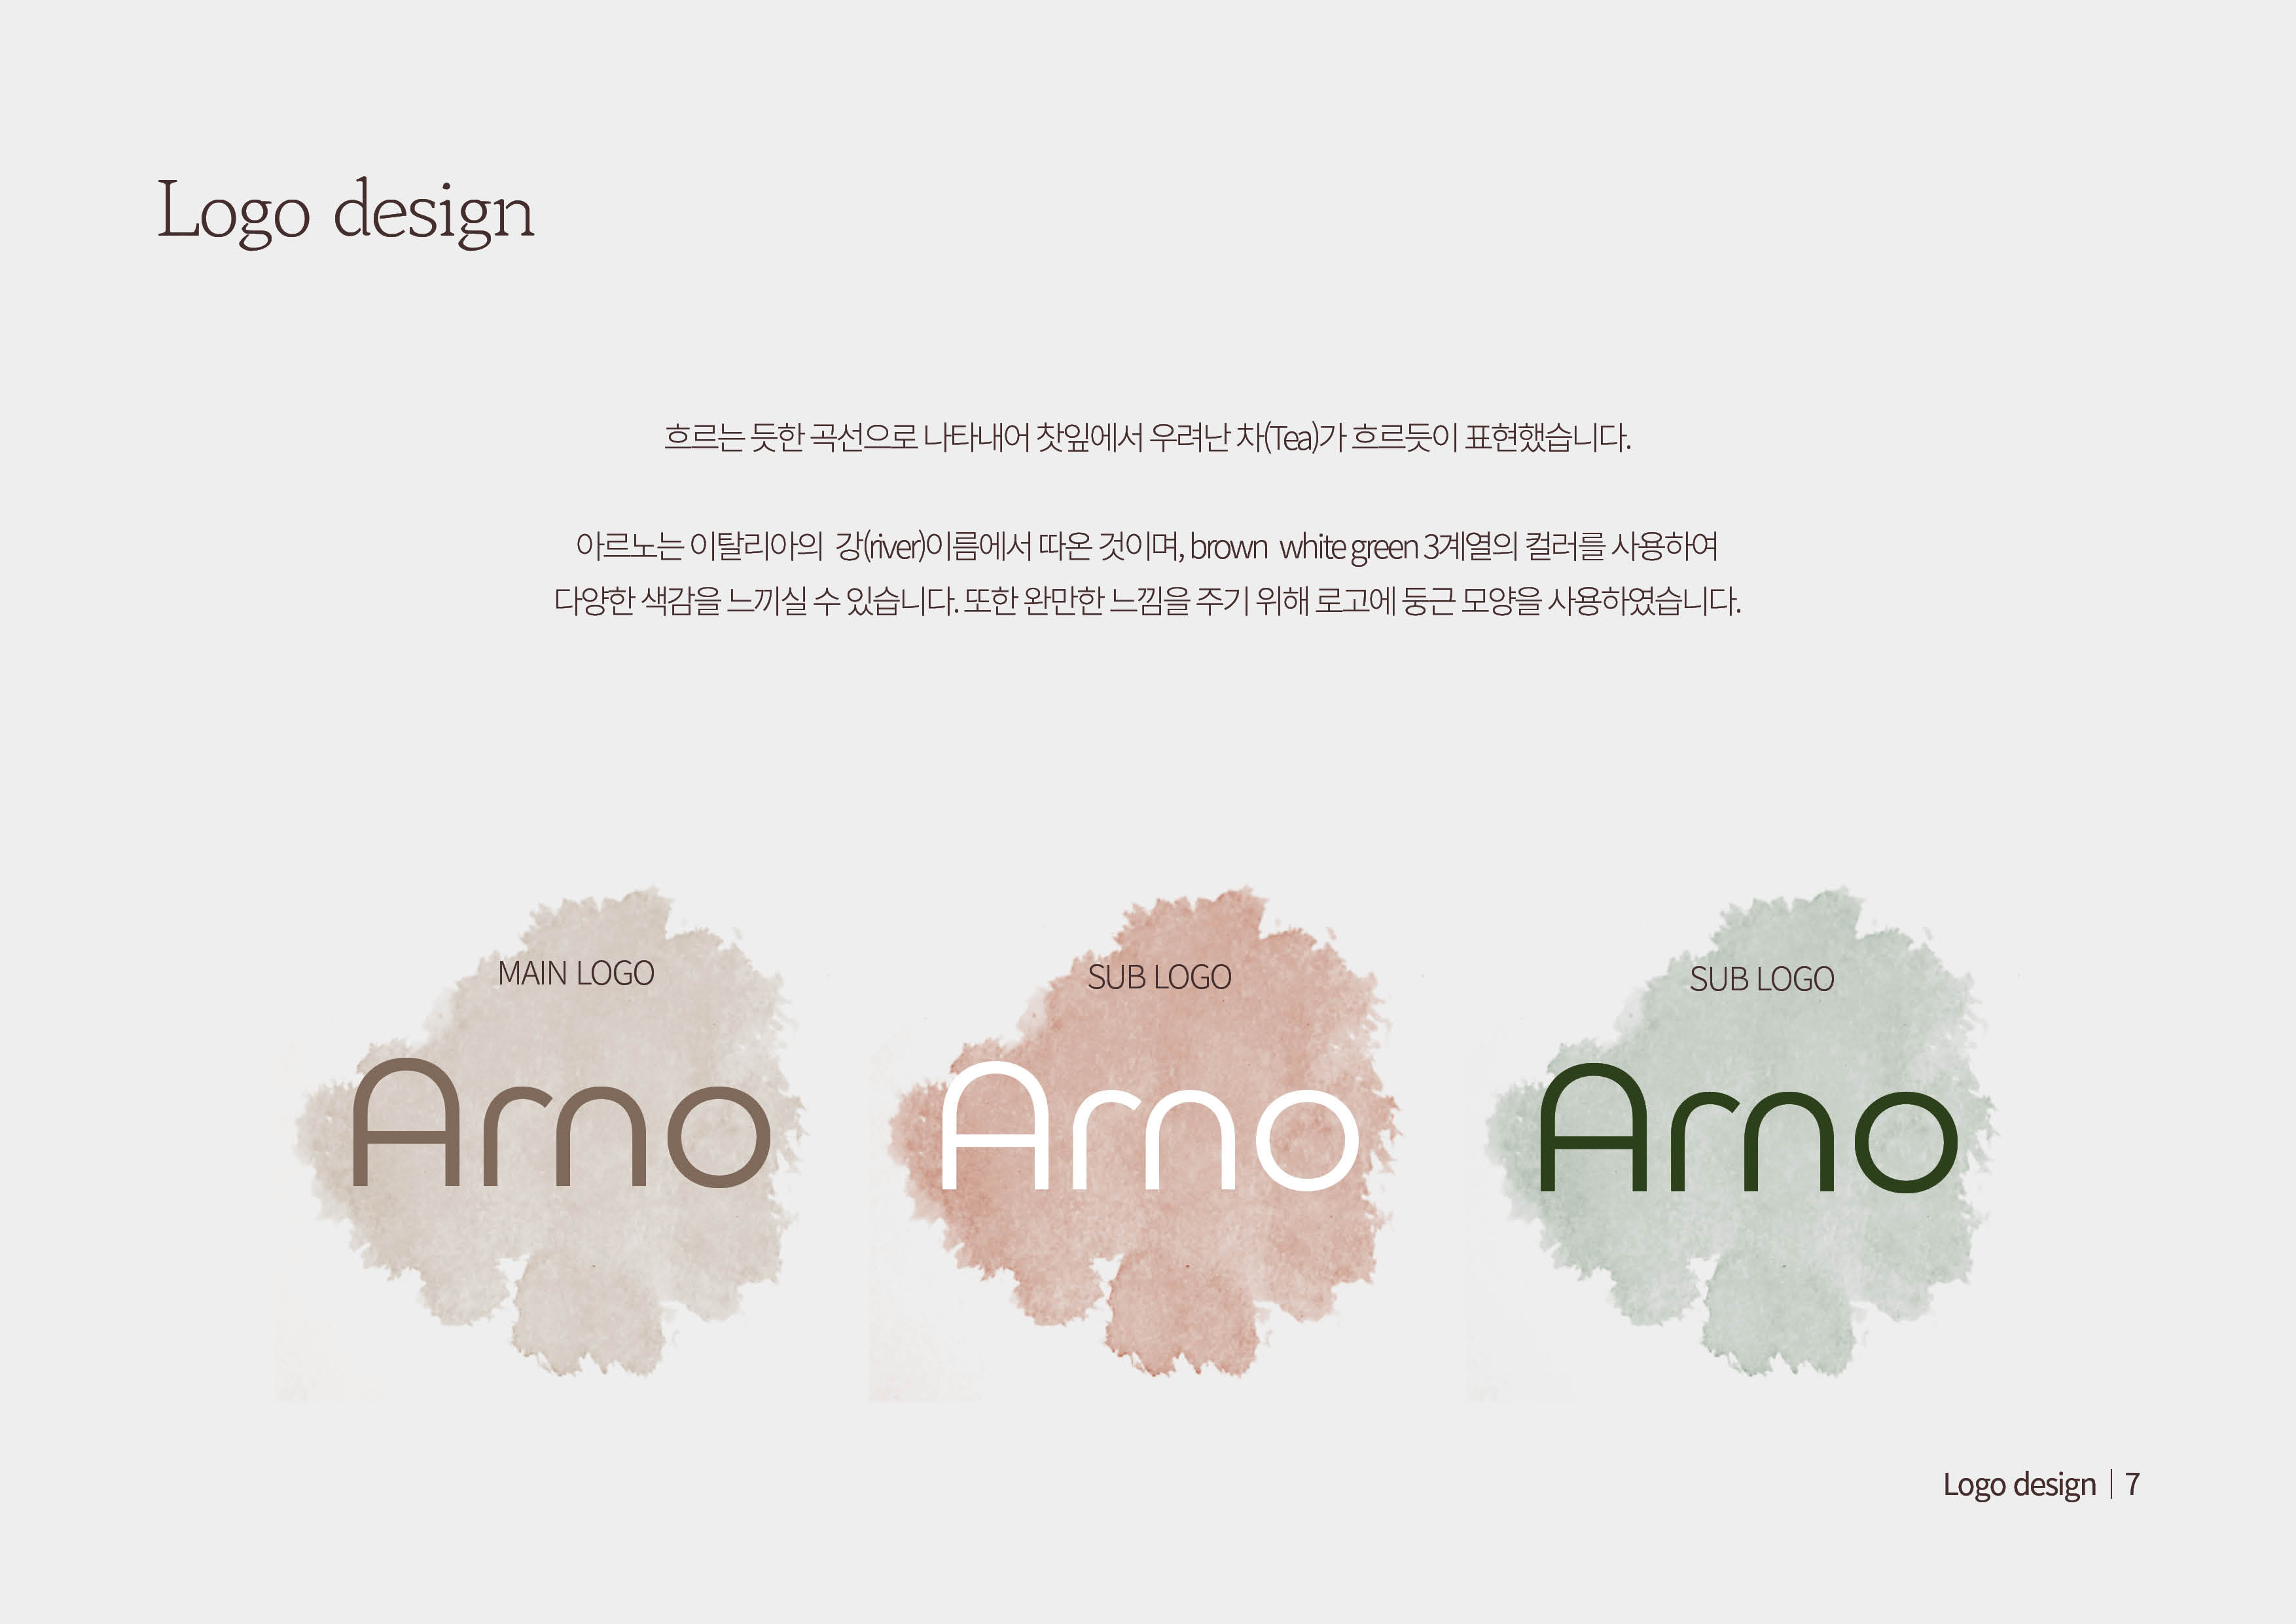 Logo design
흐르는 듯한 곡선으로 나타내어 찻잎에서 우려난 차(Tea)가 흐르듯이 표현했습니다.
아르노는 이탈리아의 강(river)이름에서 따온 것이며, brown white green 3계열의 컬러를 사용하여
다양한 색감을 느끼실 수 있습니다. 또한 완만한 느낌을 주기 위해 로고에 둥근 모양을 사용하였습니다.
MAIN LOGO
Arno
SUB LOGO
Arno
SUB LOGO
Arno
Logo design | 7